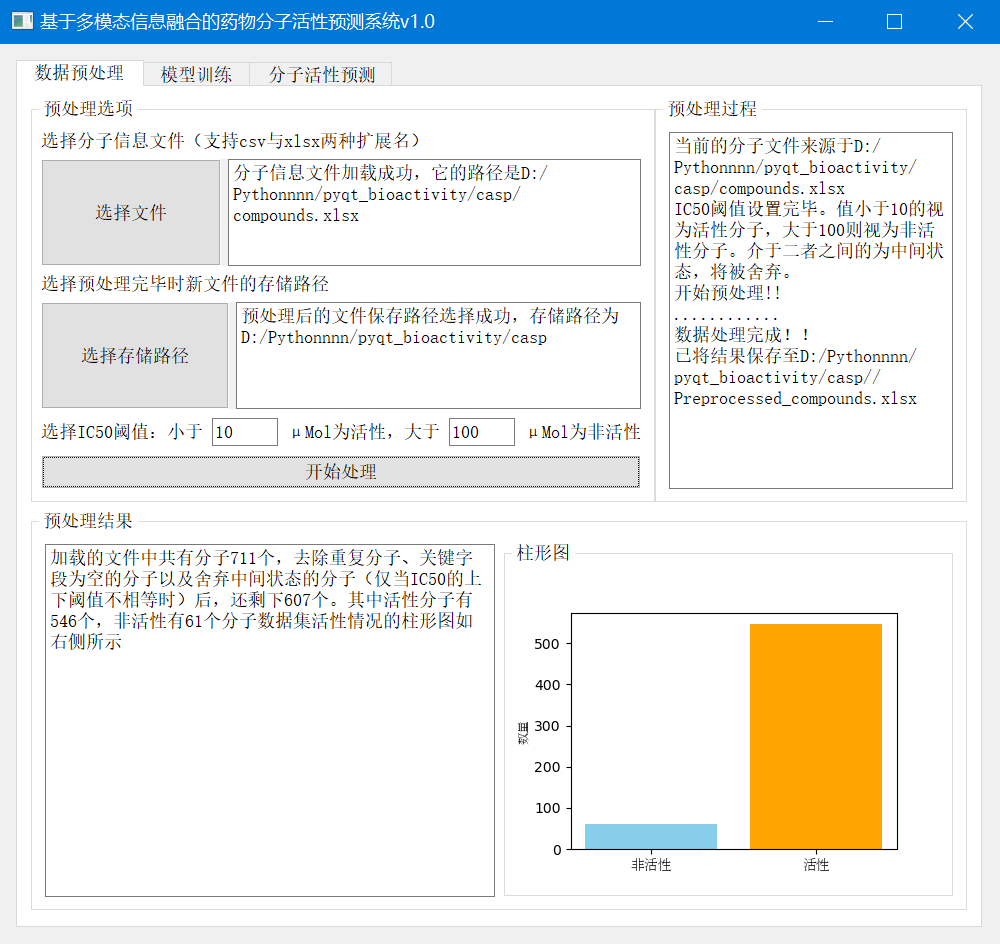 基于多模态信息融合的药物分子活性预测系统v1.0
数据预处理
模型训练
分子活性预测
预处理选项
选择分子信息文件（支持csv与xlsx两种扩展名）
选择文件
分子信息文件加载成功，它的路径是D:/
Pythonnnn/pyqt_bioactivity/casp/
compounds.xlsx
选择预处理完毕时新文件的存储路径
选择存储路径
预处理后的文件保存路径选择成功，存储路径为
D:/Pythonnnn/pyqt_bioactivity/casp
选择IC50阈值：小于 10 μMol为活性，大于 100 μMol为非活性
开始处理
预处理过程
当前的分子文件来源于D:/
Pythonnnn/pyqt_bioactivity/
casp/compounds.xlsx
IC50阈值设置完毕。值小于10的视
为活性分子，大于100则视为非活
性分子。介于二者之间的为中间状
态，将被舍弃。
开始预处理!!
............
数据处理完成！！
已将结果保存至D:/Pythonnnn/
pyqt_bioactivity/casp//
Preprocessed_compounds.xlsx
预处理结果
加载的文件中共有分子711个，去除重复分子、关键字
段为空的分子以及舍弃中间状态的分子（仅当IC50的上
下阈值不相等时）后，还剩下607个。其中活性分子有
546个，非活性有61个分子数据集活性情况的柱形图如
右侧所示
柱形图
数量
500
400
300
200
100
0
非活性
活性